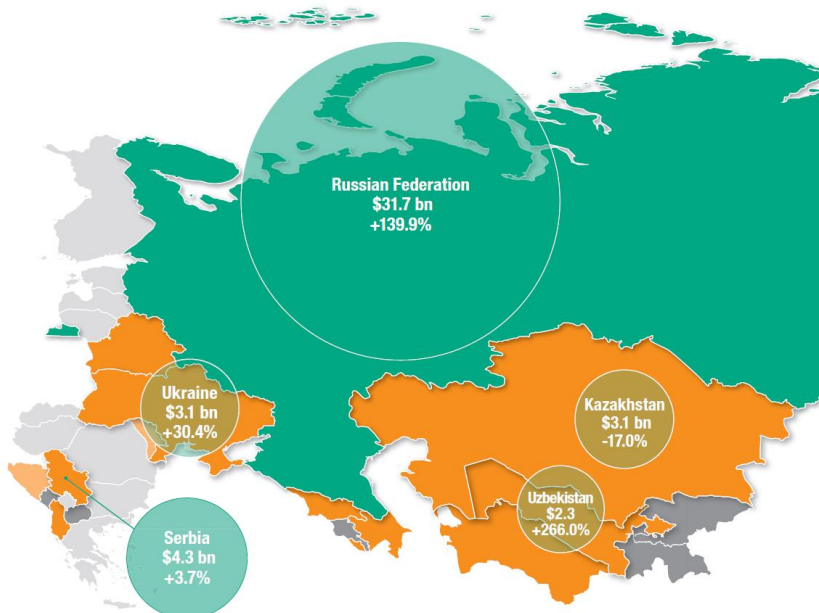 Russian Federation
$31.7 bn
+139.9%
Ukraine
$3.1 bn
+30.4%
Kazakhstan
$3.1 bn
-17.0%
Uzbekistan
$2.3
+266.0%
Serbia
$4.3 bn
+3.7%